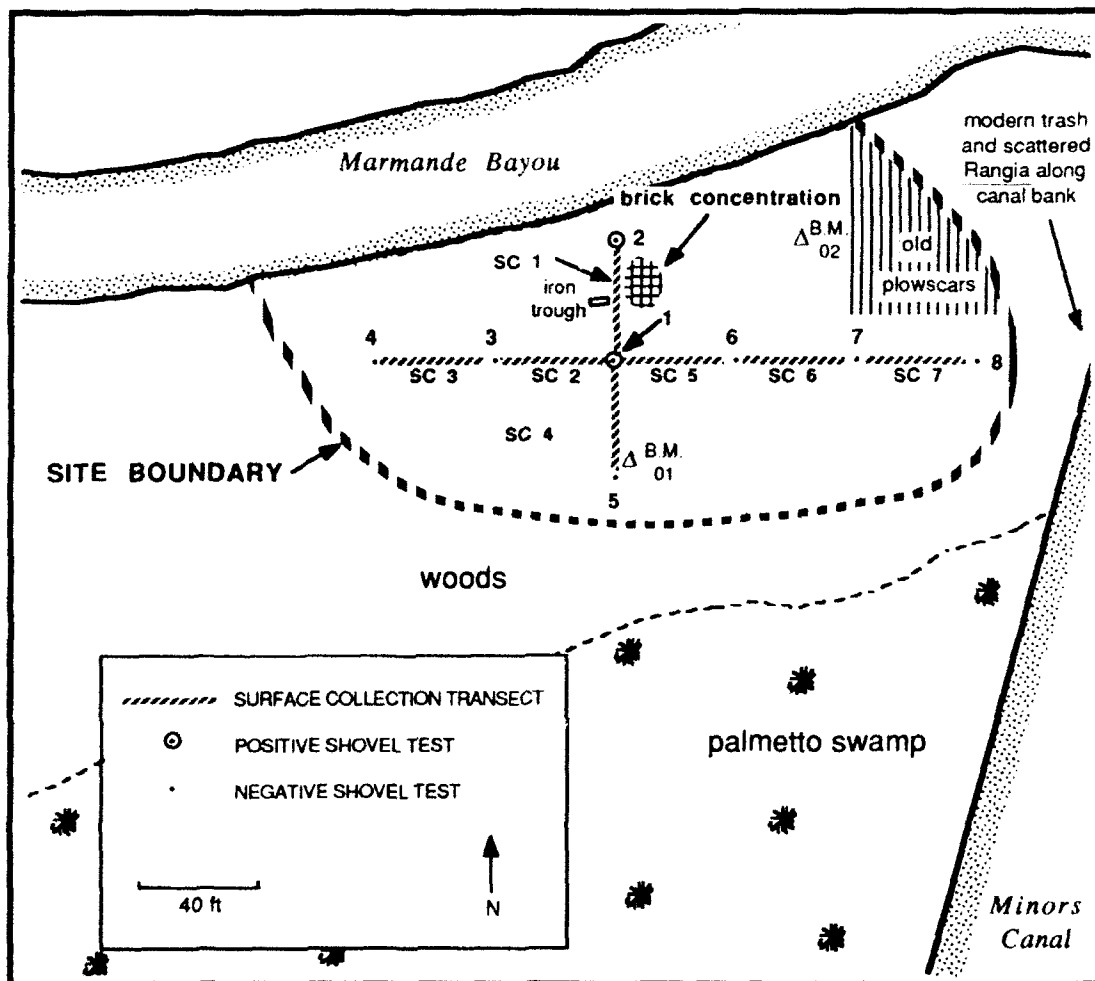 Marmande Bayou
modern trash
and scattered
Rangia along
canal bank
brick concentration
Δ B.M.
02
old
plowscars
2
SC 1
iron
trough
1
4
3
6
7
8
SC 3
SC 2
SC 5
SC 6
SC 7
SC 4
Δ B.M.
01
5
SITE BOUNDARY
woods
palmetto swamp
SURFACE COLLECTION TRANSECT
POSITIVE SHOVEL TEST
NEGATIVE SHOVEL TEST
40 ft
N
Minors
Canal